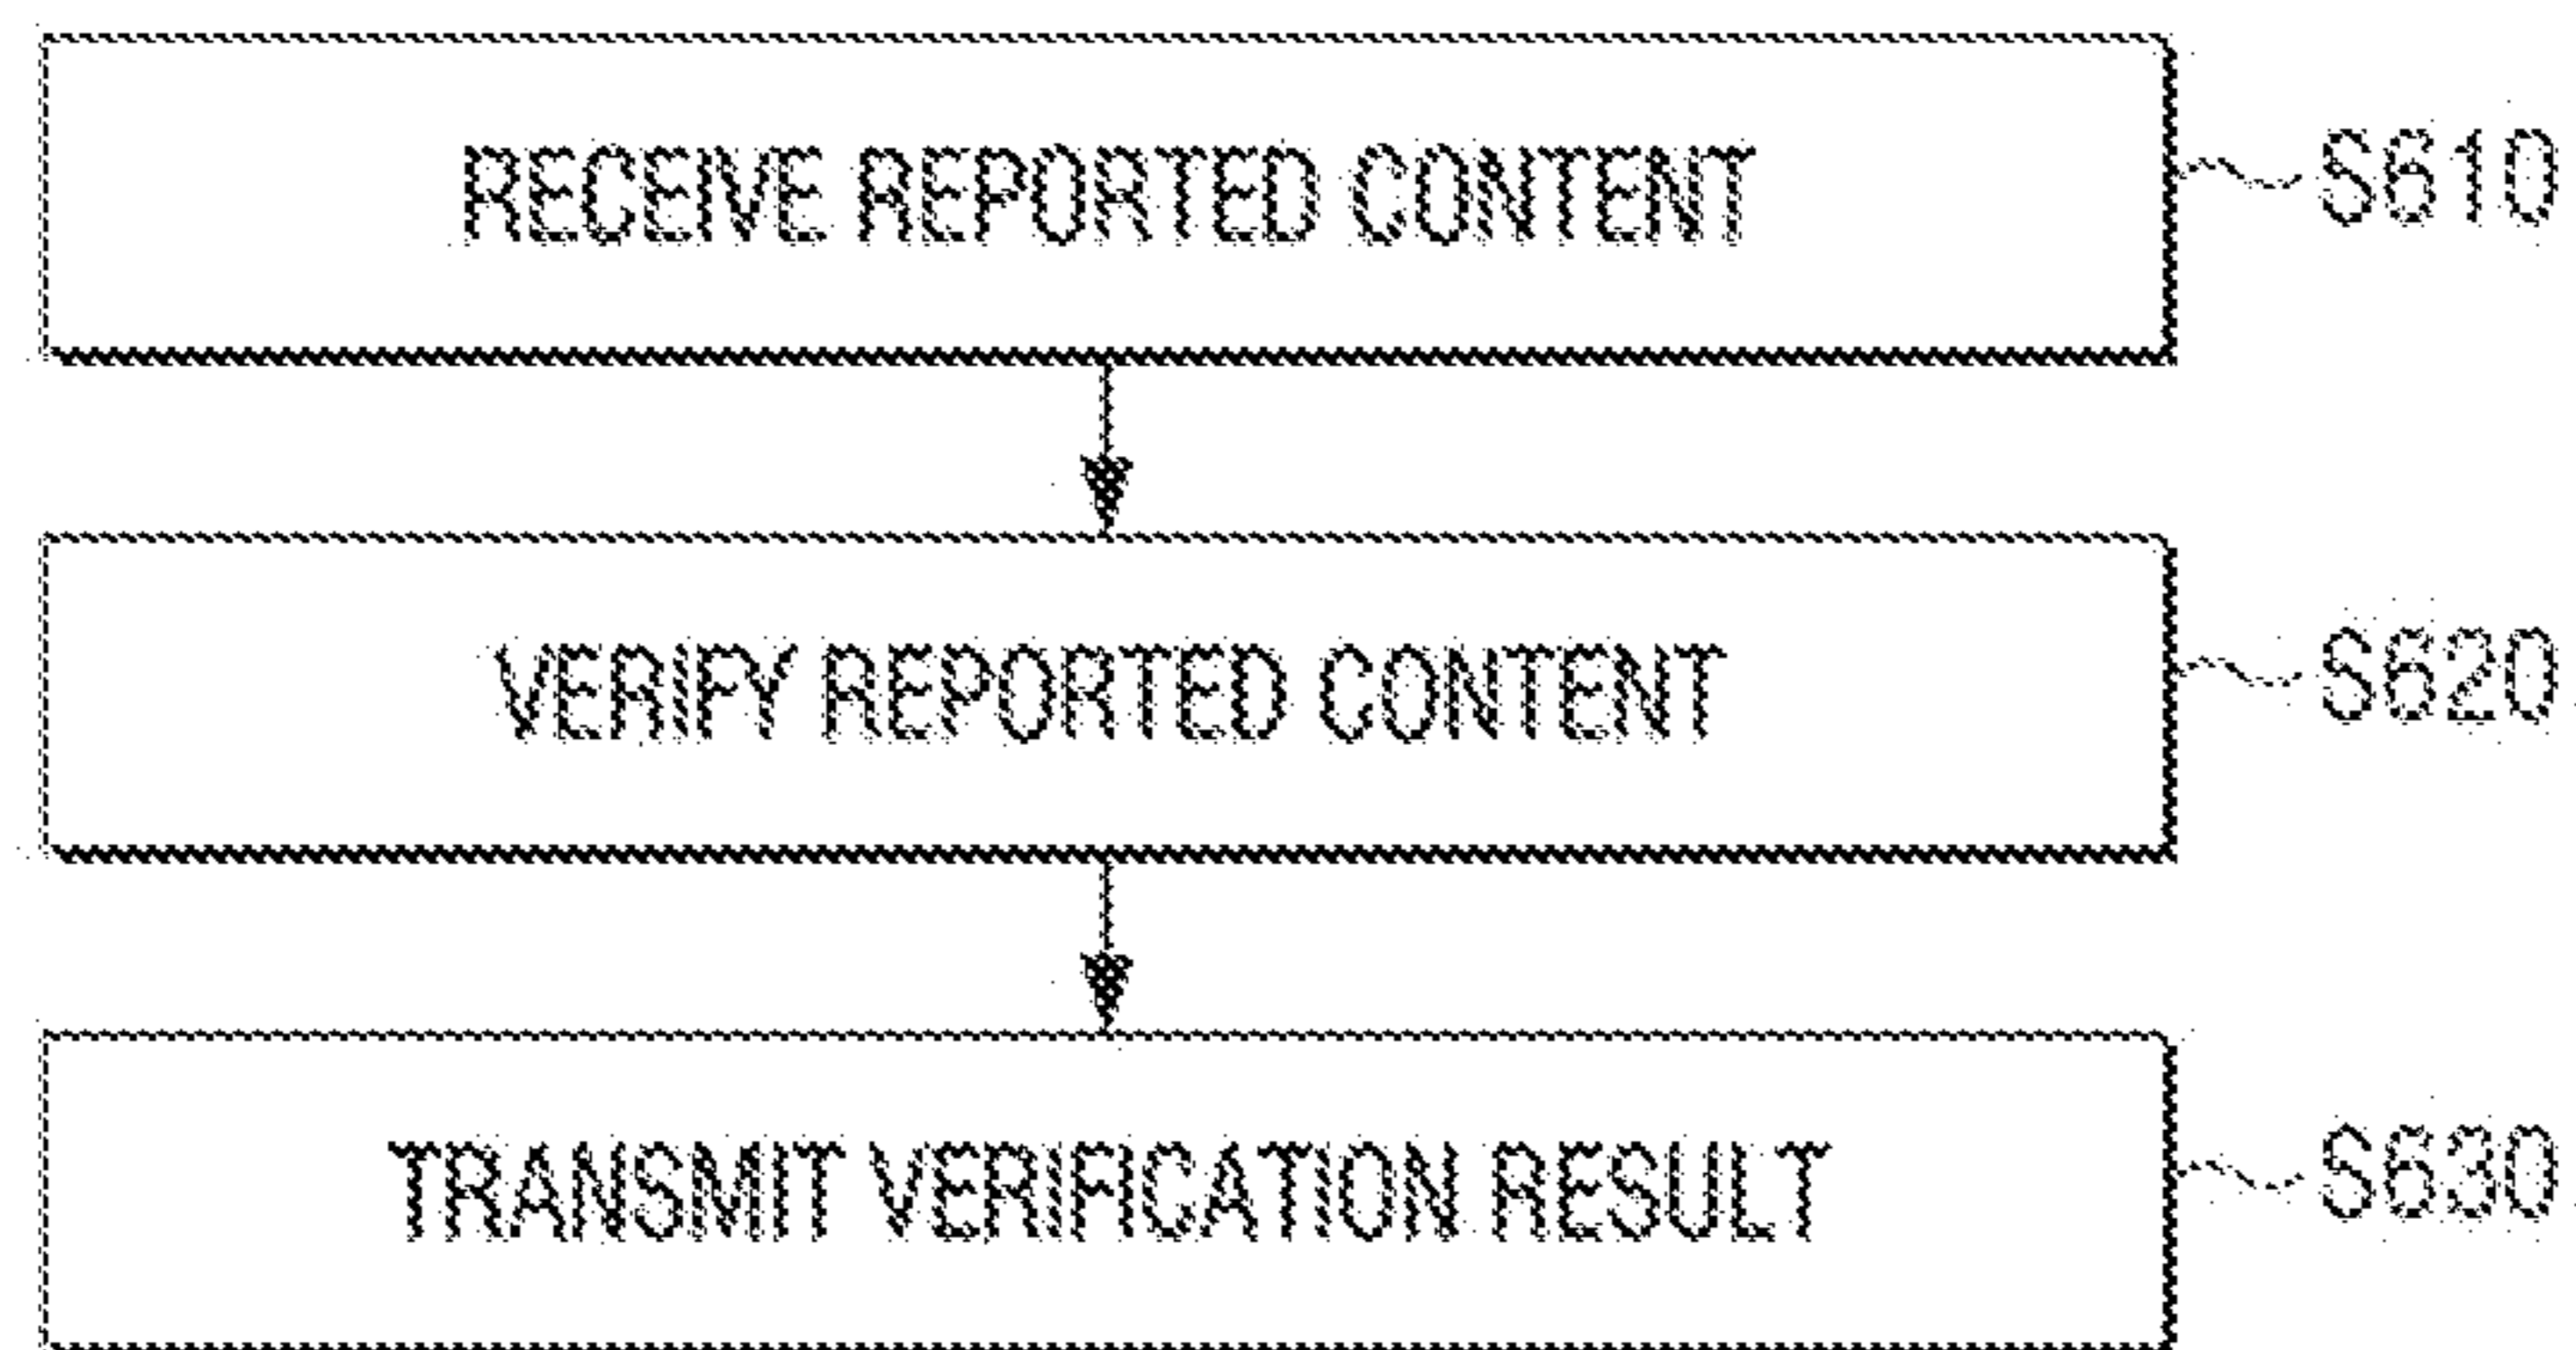 RECEIVE REPORTED CONTENT
S610
VERIFY REPORTED CONTENT
S620
TRANSMIT VERIFICATION RESULT
S630